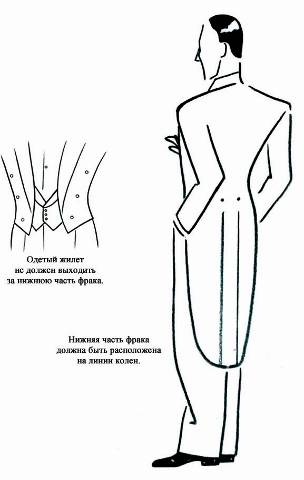 Одетый жилет
не должен выходить
за нижнюю часть фрака.
Нижняя часть фрака
должна быть расположена
на линии колен.